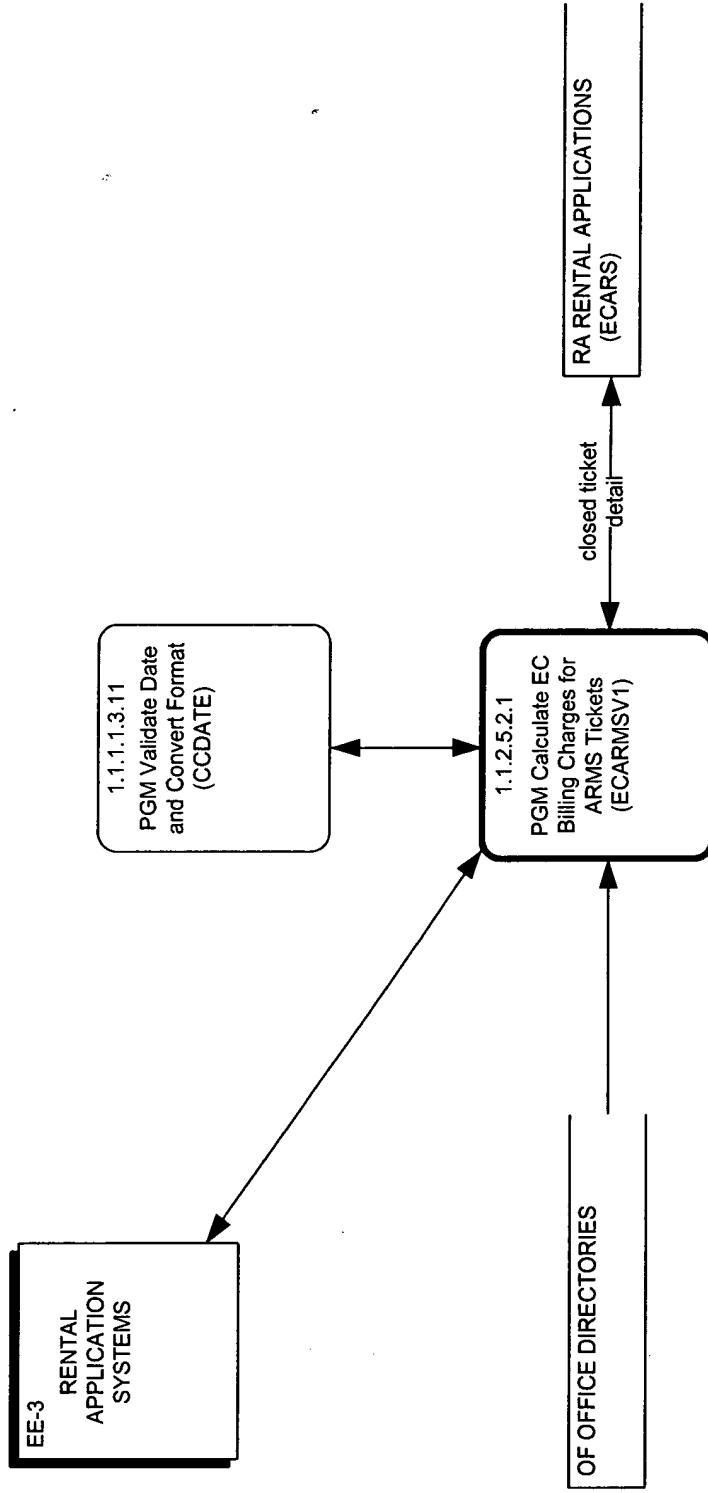 EE-3
RENTAL
APPLICATION
SYSTEMS
1.1.1.1.3.11
PGM Validate Date
and Convert Format
(CCDATE)
OF OFFICE DIRECTORIES
1.1.2.5.2.1
PGM Calculate EC
Billing Charges for
ARMS Tickets
(ECARMSV1)
closed ticket
detail
RA RENTAL APPLICATIONS
(ECARS)